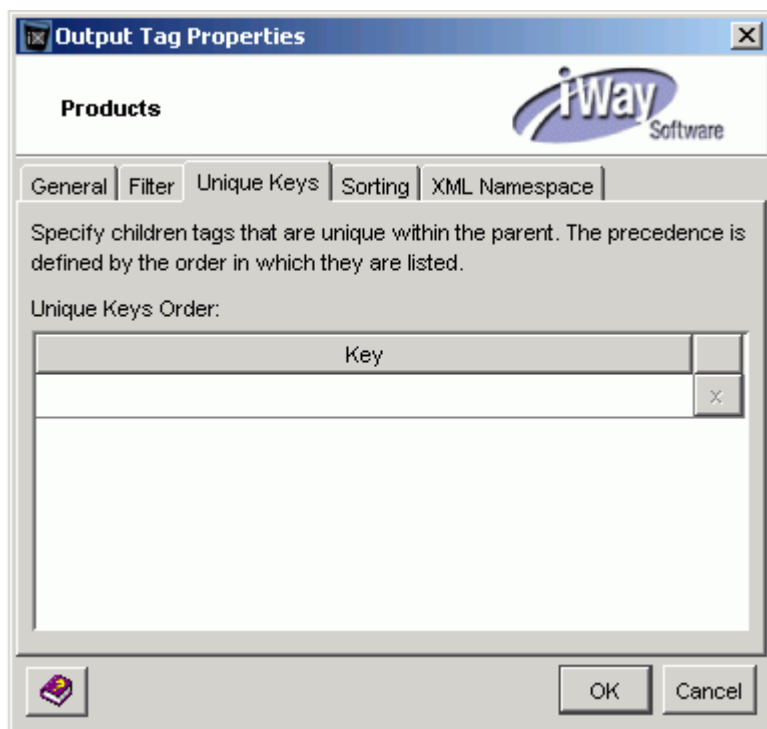 Output Tag Properties
Products
iWay
Software
General Filter Unique Keys Sorting XML Namespace
Specify children tags that are unique within the parent. The precedence is
defined by the order in which they are listed.
Unique Keys Order:
Key
x
OK Cancel